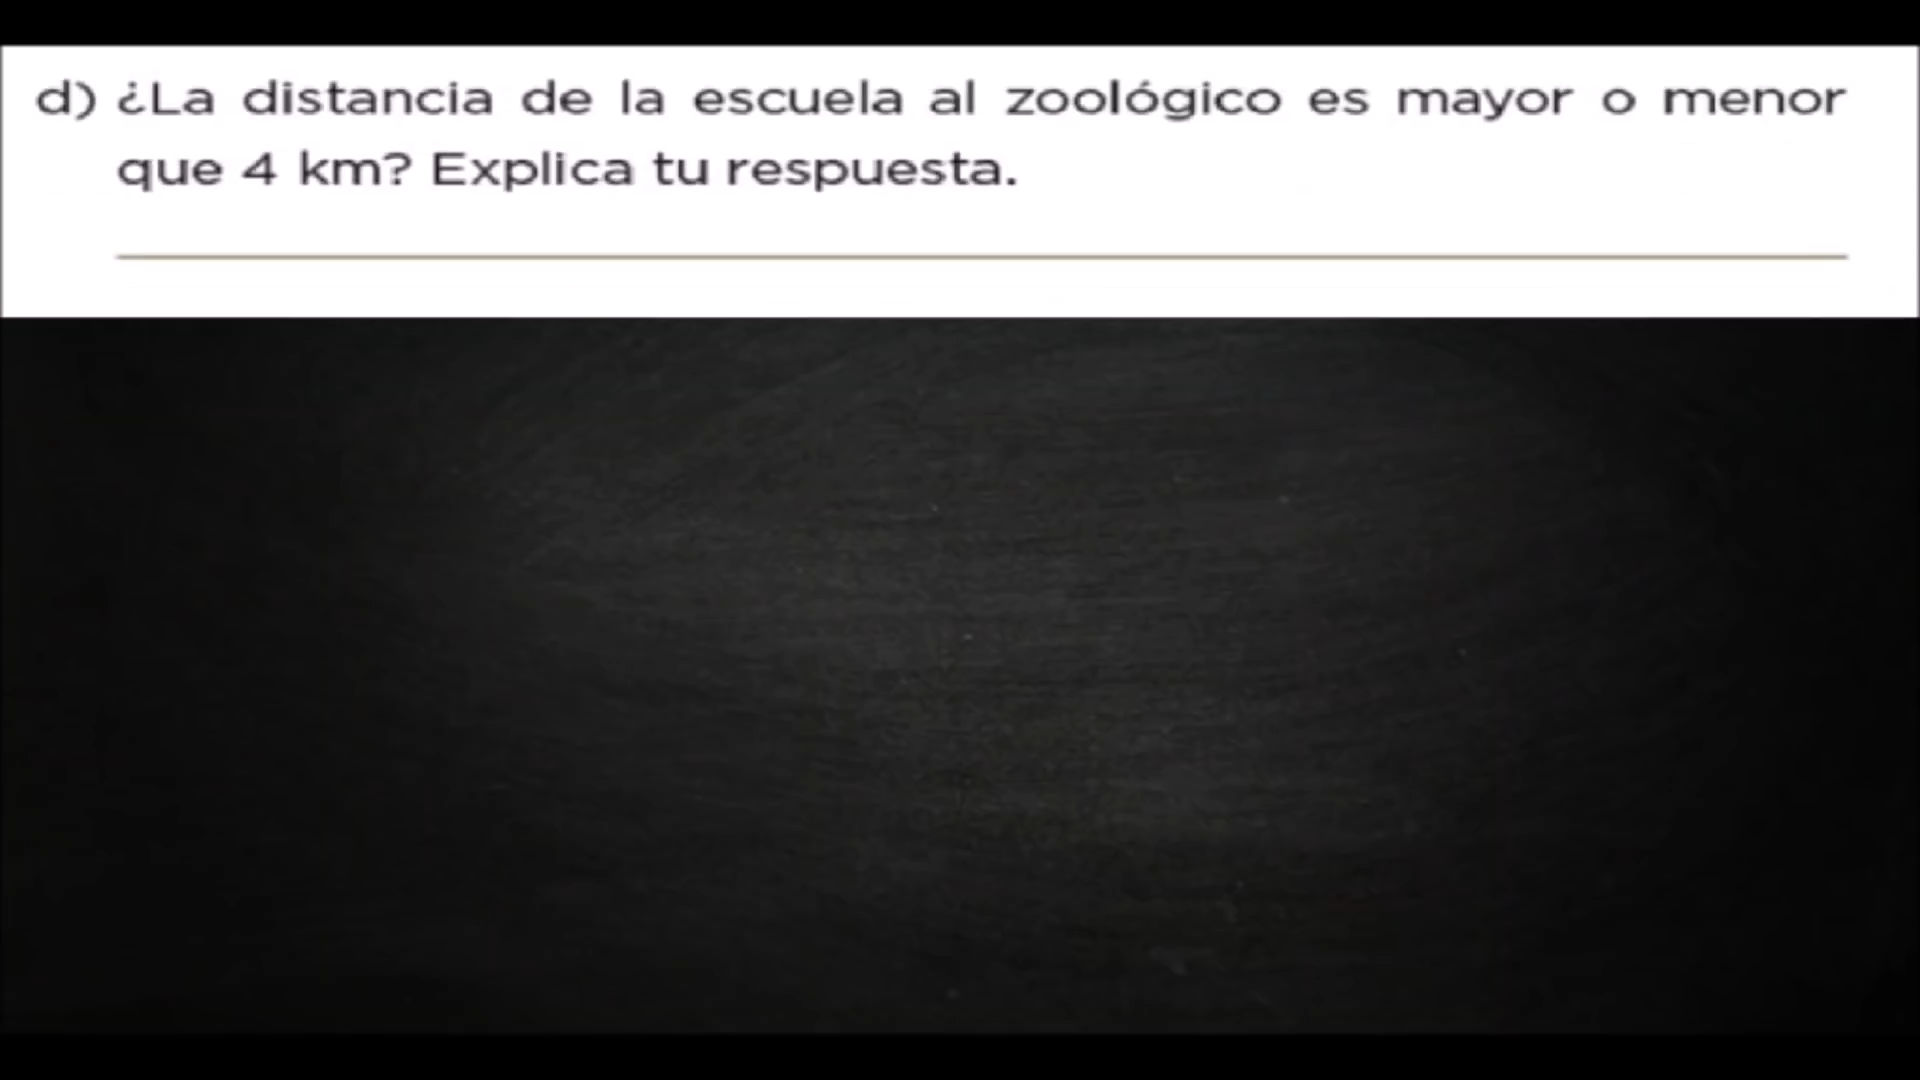 d) ¿La distancia de la escuela al zoológico es mayor o menor
que 4 km? Explica tu respuesta.